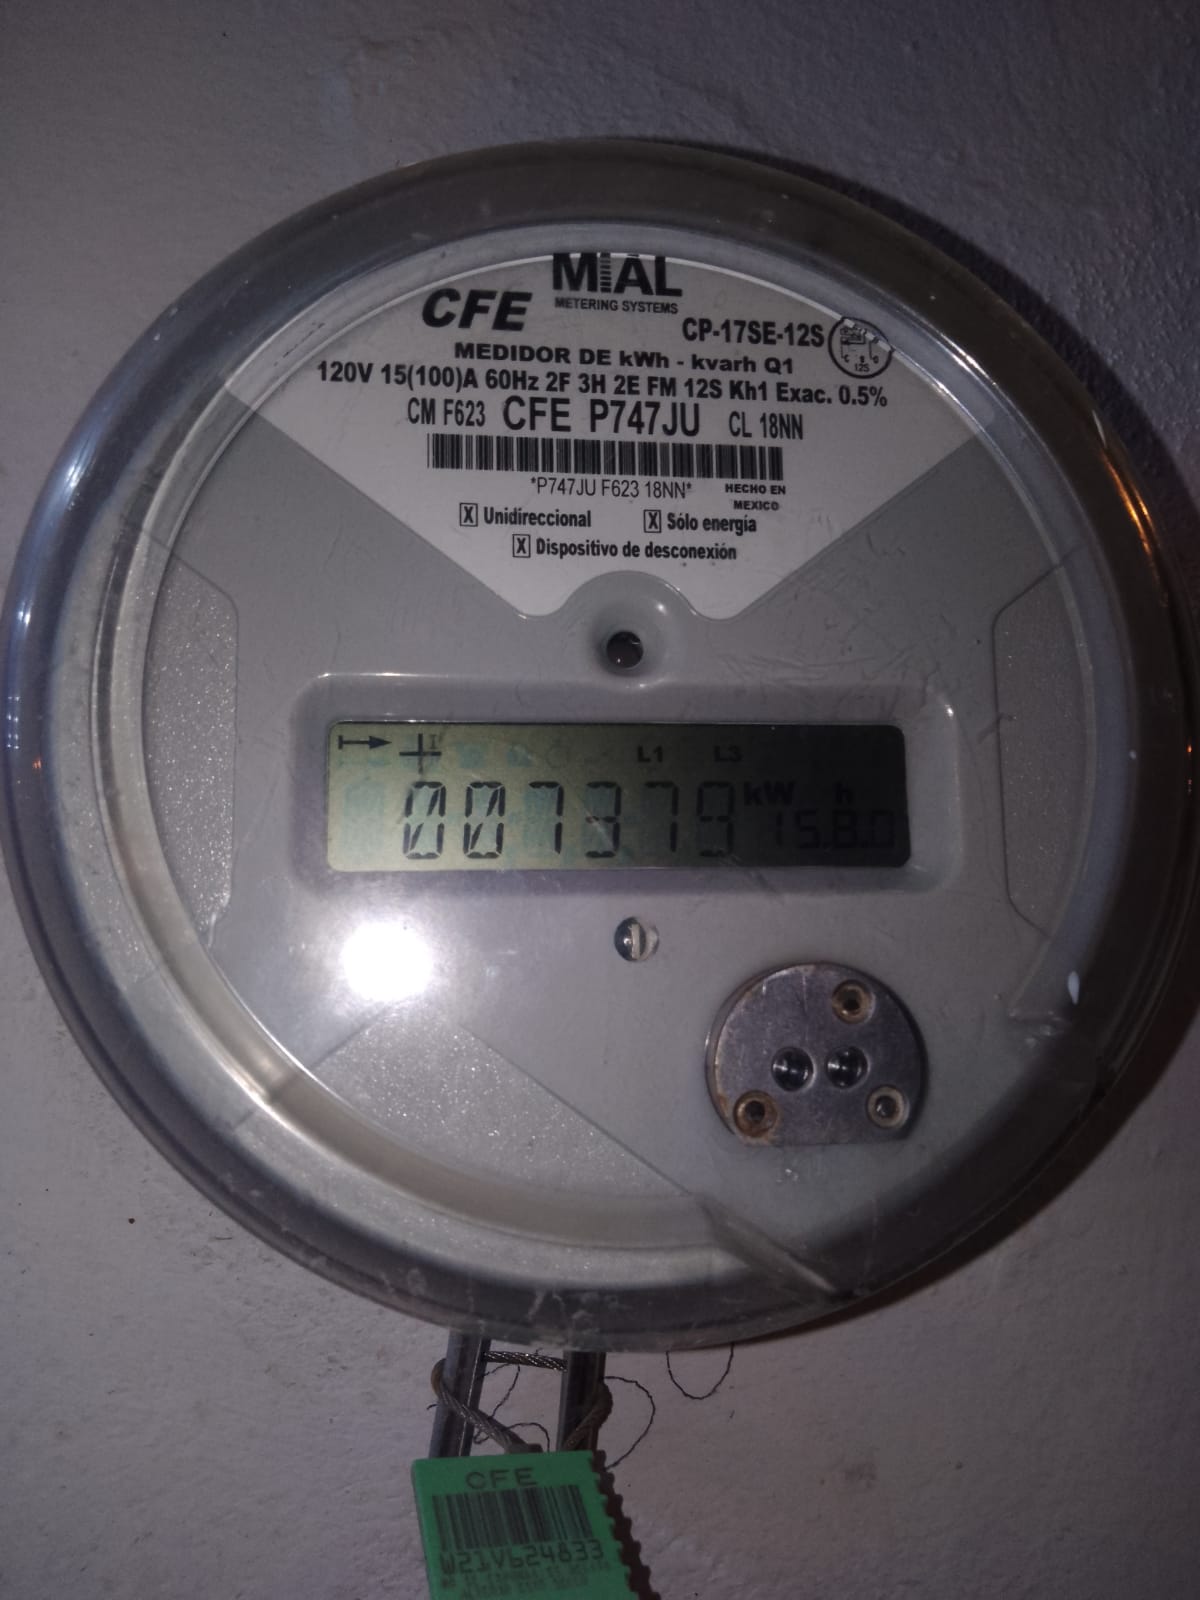 MIAL
METERING SYSTEMS
CFE
CP-17SE-12S
12S
MEDIDOR DE kWh - kvarh Q1
120V 15(100)A 60Hz 2F 3H 2E FM 12S Kh1 Exac. 0.5%
CM F623 CFE P747JU CL 18NN
*P747JU F623 18NN*
HECHO EN
MEXICO
X Unidireccional X Sólo energía
X Dispositivo de desconexión
L1 L3
007379 kW h 15.8.0
CFE
W21V624833